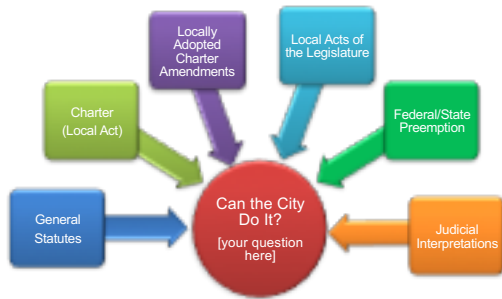 Locally
Adopted
Charter
Amendments
Local Acts of
the Legislature
Charter
(Local Act)
Federal/State
Preemption
General
Statutes
Can the City
Do It?
[your question
here]
Judicial
Interpretations